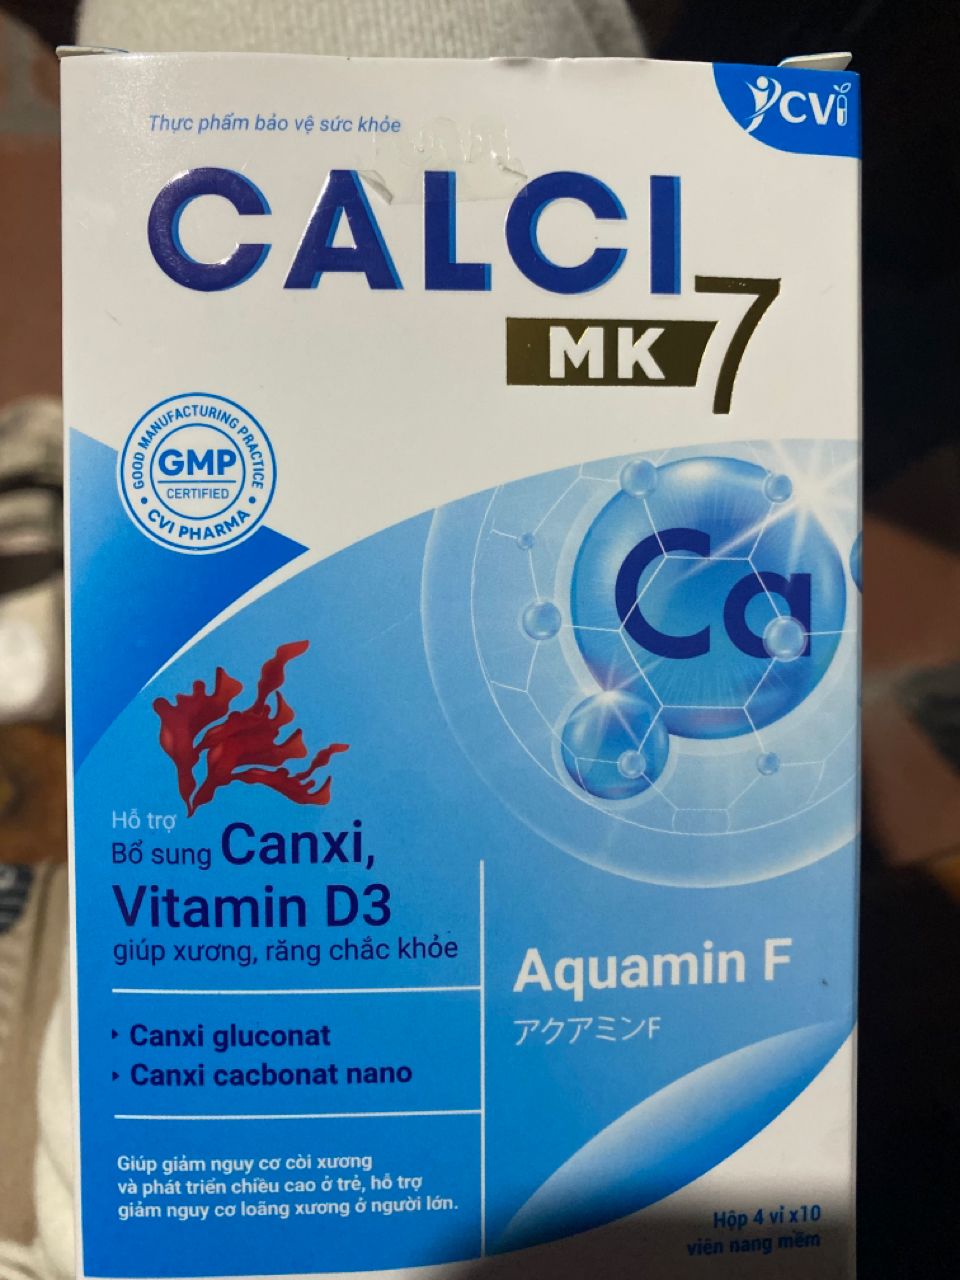 CVi
Thực phẩm bảo vệ sức khỏe
CALCI
MK7
GOOD MANUFACTURING PRACTICE
GMP
CERTIFIED
CVI PHARMA
Ca
Hỗ trợ
Bổ sung Canxi,
Vitamin D3
giúp xương, răng chắc khỏe
Aquamin F
アクアミンF
Canxi gluconat
Canxi cacbonat nano
Giúp giảm nguy cơ còi xương
và phát triển chiều cao ở trẻ, hỗ trợ
giảm nguy cơ loãng xương ở người lớn.
Hộp 4 vỉ x10
viên nang mềm